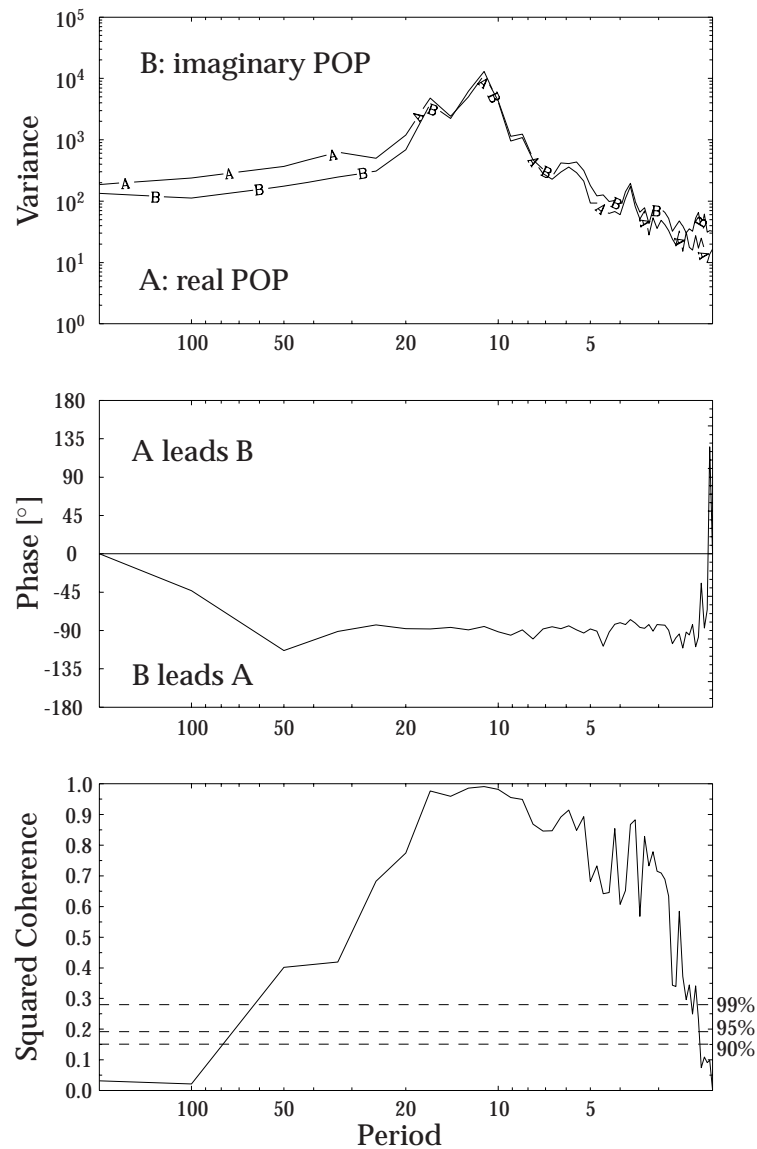 10^5
10^4
10^3
10^2
10^1
10^0
Variance
B: imaginary POP
A: real POP
A A A A A A A A A A A
B B B B B B B B B B
100 50 20 10 5
180
135
90
45
0
-45
-90
-135
-180
Phase [°]
A leads B
B leads A
100 50 20 10 5
1.0
0.9
0.8
0.7
0.6
0.5
0.4
0.3
0.2
0.1
0.0
Squared Coherence
99%
95%
90%
100 50 20 10 5
Period